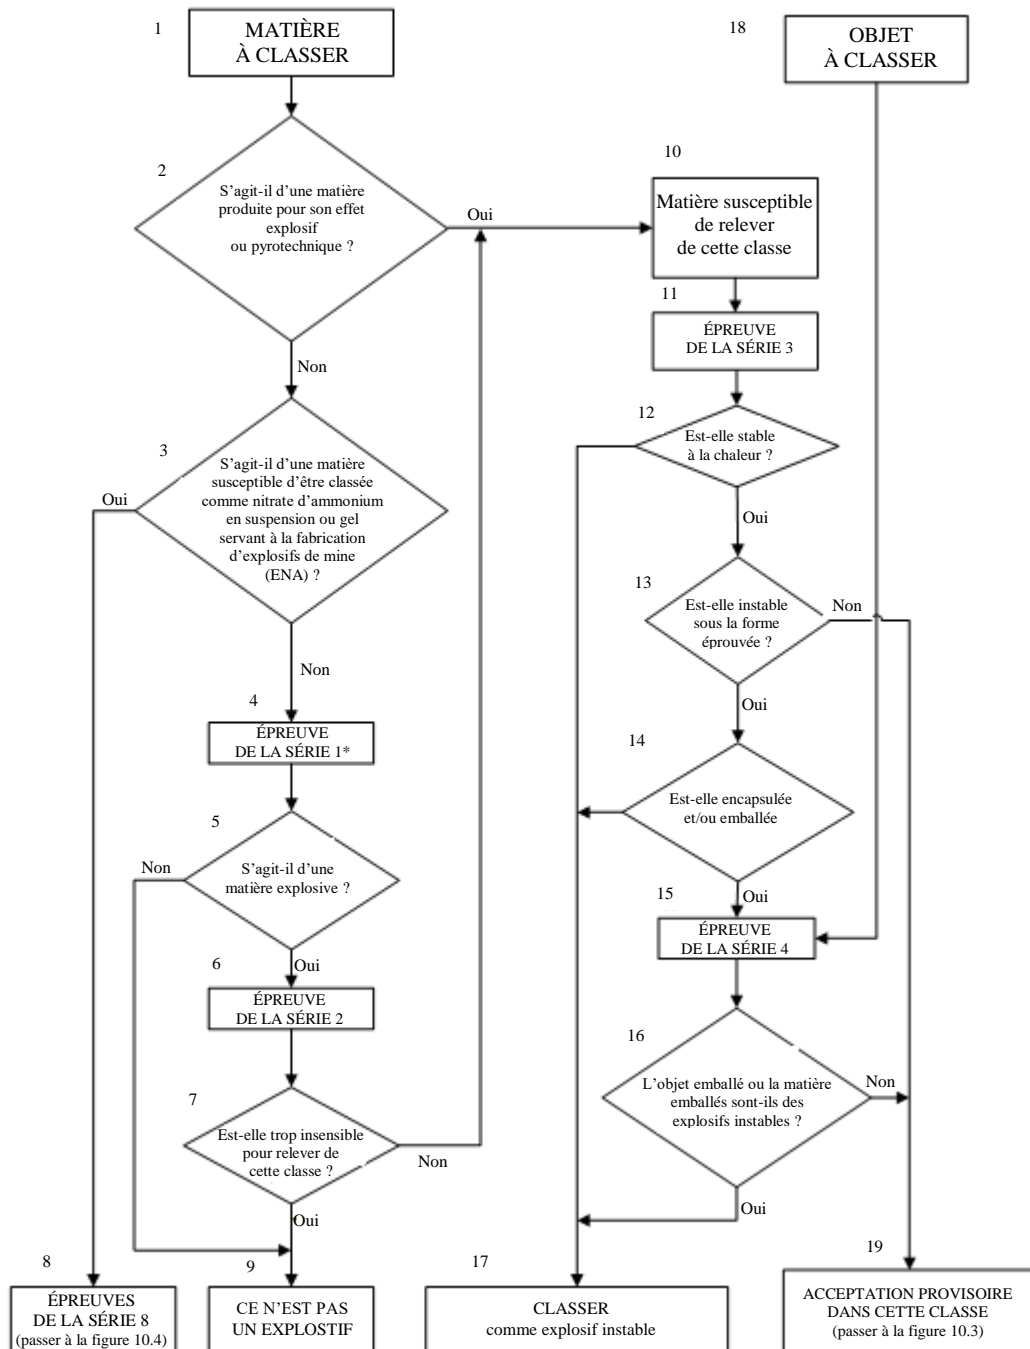 1
MATIÈRE
À CLASSER
18
OBJET
À CLASSER
2
S'agit-il d'une matière
produite pour son effet
explosif
ou pyrotechnique ?
Oui
Non
10
Matière susceptible
de relever
de cette classe
11
ÉPREUVE
DE LA SÉRIE 3
3
S'agit-il d'une matière
susceptible d'être classée
comme nitrate d'ammonium
en suspension ou gel
servant à la fabrication
d'explosifs de mine
(ENA) ?
Oui
Non
12
Est-elle stable
à la chaleur ?
Oui
13
Est-elle instable
sous la forme
éprouvée ?
Non
Oui
4
ÉPREUVE
DE LA SÉRIE 1*
14
Est-elle encapsulée
et/ou emballée
Oui
5
S'agit-il d'une
matière explosive ?
Non
Oui
15
ÉPREUVE
DE LA SÉRIE 4
6
ÉPREUVE
DE LA SÉRIE 2
16
L'objet emballé ou la matière
emballés sont-ils des
explosifs instables ?
Non
Oui
7
Est-elle trop insensible
pour relever de
cette classe ?
Non
Oui
8
ÉPREUVES
DE LA SÉRIE 8
(passer à la figure 10.4)
9
CE N'EST PAS
UN EXPLOSTIF
17
CLASSER
comme explosif instable
19
ACCEPTATION PROVISOIRE
DANS CETTE CLASSE
(passer à la figure 10.3)